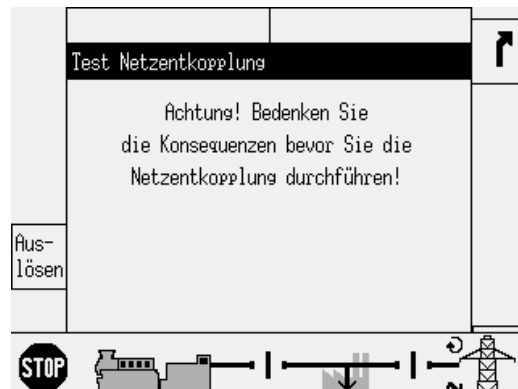 Test Netzentkopplung
Achtung! Bedenken Sie
die Konsequenzen bevor Sie die
Netzentkopplung durchführen!
Aus-
lösen
STOP